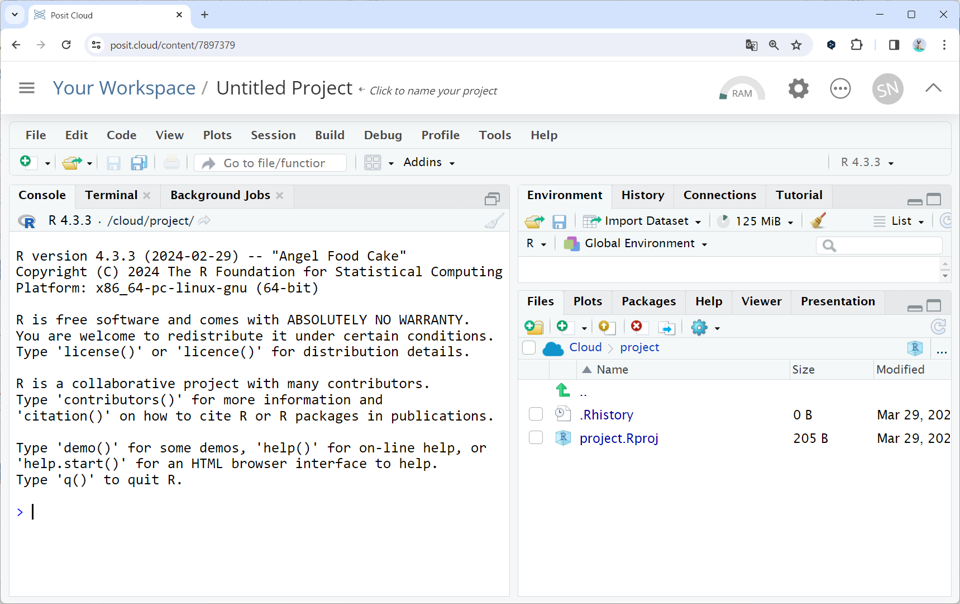 Posit Cloud
posit.cloud/content/7897379
Your Workspace / Untitled Project ← Click to name your project
RAM
SN
File Edit Code View Plots Session Build Debug Profile Tools Help
Go to file/function
Addins
R 4.3.3
Console Terminal Background Jobs
R 4.3.3 · /cloud/project/
R version 4.3.3 (2024-02-29) -- "Angel Food Cake"
Copyright (C) 2024 The R Foundation for Statistical Computing
Platform: x86_64-pc-linux-gnu (64-bit)
R is free software and comes with ABSOLUTELY NO WARRANTY.
You are welcome to redistribute it under certain conditions.
Type 'license()' or 'licence()' for distribution details.
R is a collaborative project with many contributors.
Type 'contributors()' for more information and
'citation()' on how to cite R or R packages in publications.
Type 'demo()' for some demos, 'help()' for on-line help, or
'help.start()' for an HTML browser interface to help.
Type 'q()' to quit R.
>
Environment History Connections Tutorial
Import Dataset 125 MiB List
R Global Environment
Files Plots Packages Help Viewer Presentation
Cloud project R ...
Name Size Modified
..
.Rhistory 0 B Mar 29, 202
project.Rproj 205 B Mar 29, 202